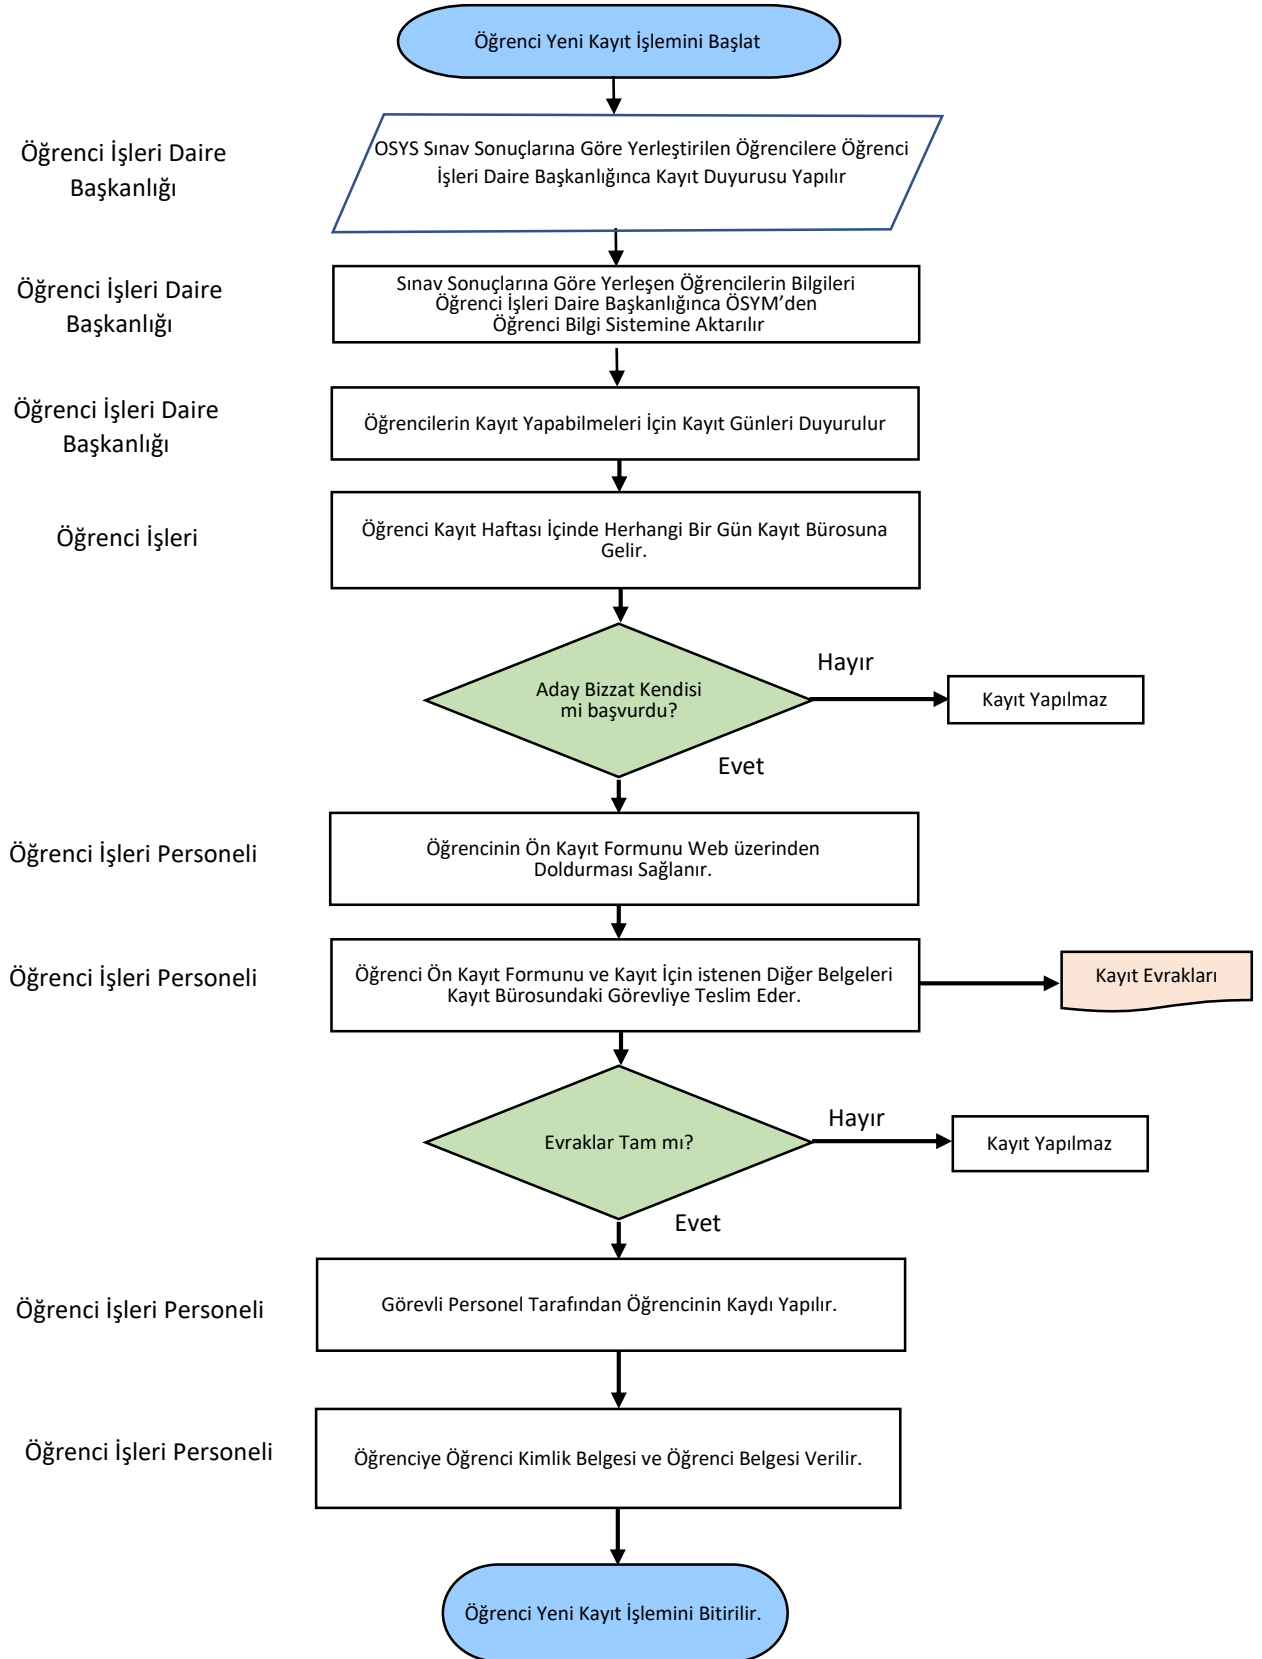 Öğrenci Yeni Kayıt İşlemini Başlat
Öğrenci İşleri Daire
Başkanlığı
OSYS Sınav Sonuçlarına Göre Yerleştirilen Öğrencilere Öğrenci
İşleri Daire Başkanlığınca Kayıt Duyurusu Yapılır
Öğrenci İşleri Daire
Başkanlığı
Sınav Sonuçlarına Göre Yerleşen Öğrencilerin Bilgileri
Öğrenci İşleri Daire Başkanlığınca ÖSYM’den
Öğrenci Bilgi Sistemine Aktarılır
Öğrenci İşleri Daire
Başkanlığı
Öğrencilerin Kayıt Yapabilmeleri İçin Kayıt Günleri Duyurulur
Öğrenci İşleri
Öğrenci Kayıt Haftası İçinde Herhangi Bir Gün Kayıt Bürosuna
Gelir.
Aday Bizzat Kendisi
mi başvurdu?
Hayır
Kayıt Yapılmaz
Evet
Öğrenci İşleri Personeli
Öğrencinin Ön Kayıt Formunu Web üzerinden
Doldurması Sağlanır.
Öğrenci İşleri Personeli
Öğrenci Ön Kayıt Formunu ve Kayıt İçin istenen Diğer Belgeleri
Kayıt Bürosundaki Görevliye Teslim Eder.
Kayıt Evrakları
Evraklar Tam mı?
Hayır
Kayıt Yapılmaz
Evet
Öğrenci İşleri Personeli
Görevli Personel Tarafından Öğrencinin Kaydı Yapılır.
Öğrenci İşleri Personeli
Öğrenciye Öğrenci Kimlik Belgesi ve Öğrenci Belgesi Verilir.
Öğrenci Yeni Kayıt İşlemini Bitirilir.